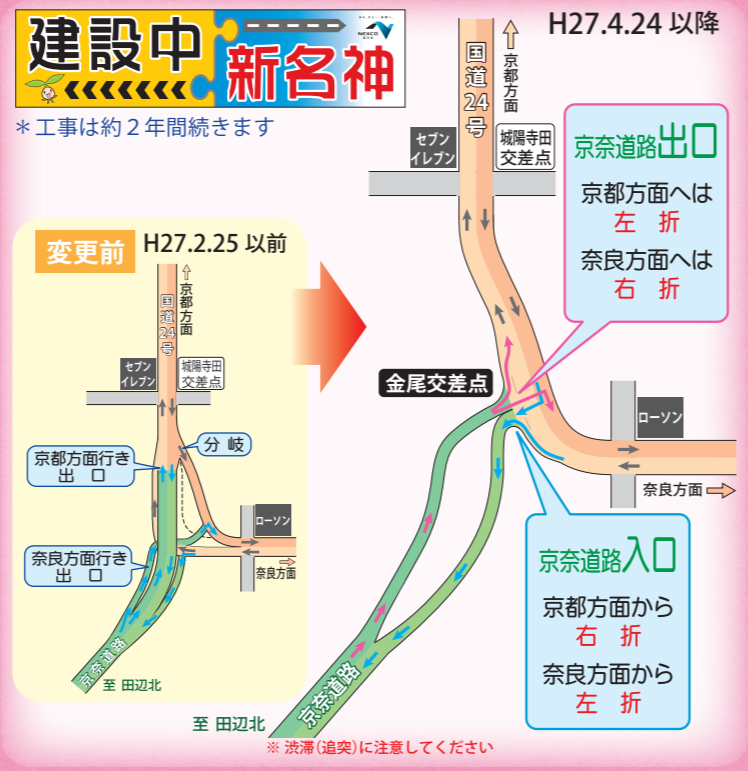 建設中
新名神
NEXCO
＊工事は約２年間続きます
H27.4.24 以降
京都方面
国道24号
セブン
イレブン
城陽寺田
交差点
京奈道路出口
京都方面へは
左 折
奈良方面へは
右 折
変更前
H27.2.25 以前
京都方面
国道24号
セブン
イレブン
城陽寺田
交差点
分 岐
京都方面行き
出 口
奈良方面行き
出 口
ローソン
奈良方面
京奈道路
至 田辺北
金尾交差点
ローソン
奈良方面
京奈道路入口
京都方面から
右 折
奈良方面から
左 折
京奈道路
至 田辺北
※ 渋滞（追突）に注意してください